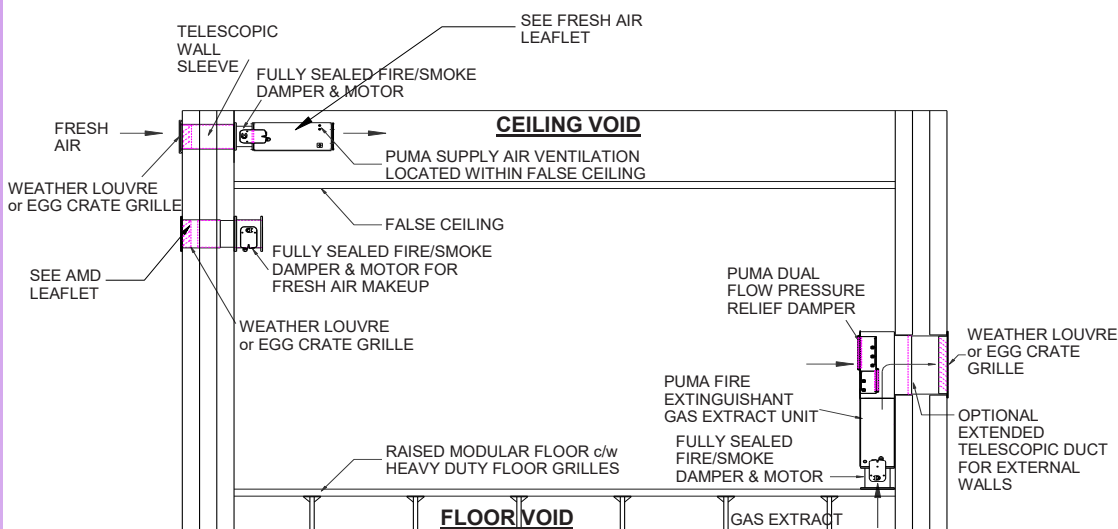 TELESCOPIC
WALL
SLEEVE
SEE FRESH AIR
LEAFLET
FULLY SEALED FIRE/SMOKE
DAMPER & MOTOR
FRESH
AIR
CEILING VOID
PUMA SUPPLY AIR VENTILATION
LOCATED WITHIN FALSE CEILING
WEATHER LOUVRE
or EGG CRATE GRILLE
FALSE CEILING
FULLY SEALED FIRE/SMOKE
DAMPER & MOTOR FOR
FRESH AIR MAKEUP
SEE AMD
LEAFLET
WEATHER LOUVRE
or EGG CRATE GRILLE
PUMA DUAL
FLOW PRESSURE
RELIEF DAMPER
WEATHER LOUVRE
or EGG CRATE
GRILLE
PUMA FIRE
EXTINGUISHANT
GAS EXTRACT UNIT
OPTIONAL
EXTENDED
TELESCOPIC DUCT
FOR EXTERNAL
WALLS
FULLY SEALED
FIRE/SMOKE
DAMPER & MOTOR
RAISED MODULAR FLOOR c/w
HEAVY DUTY FLOOR GRILLES
FLOOR VOID
GAS EXTRACT